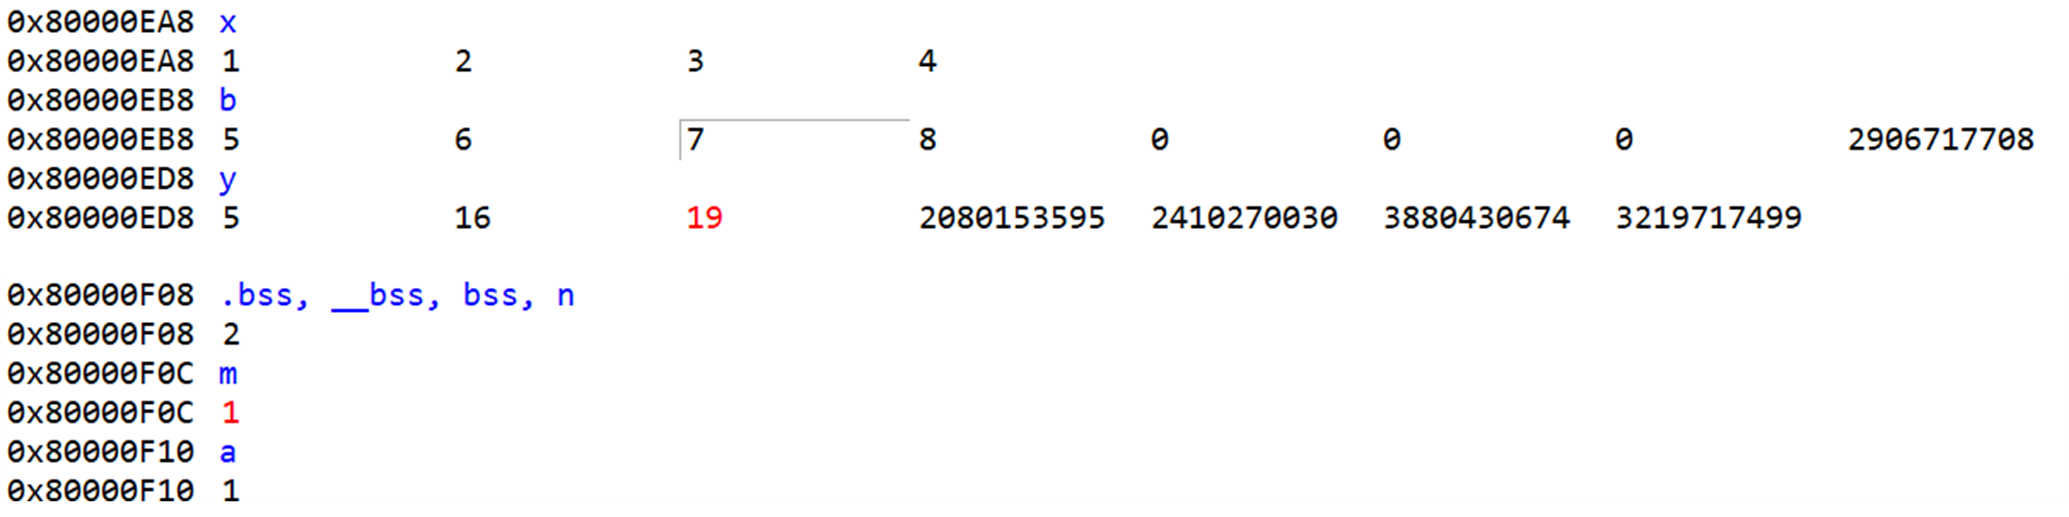 0x80000EA8 x
0x80000EA8 1 2 3 4
0x80000EB8 b
0x80000EB8 5 6 7 8 0 0 0 2906717708
0x80000ED8 y
0x80000ED8 5 16 19 2080153595 2410270030 3880430674 3219717499
0x80000F08 .bss, __bss, bss, n
0x80000F08 2
0x80000F0C m
0x80000F0C 1
0x80000F10 a
0x80000F10 1